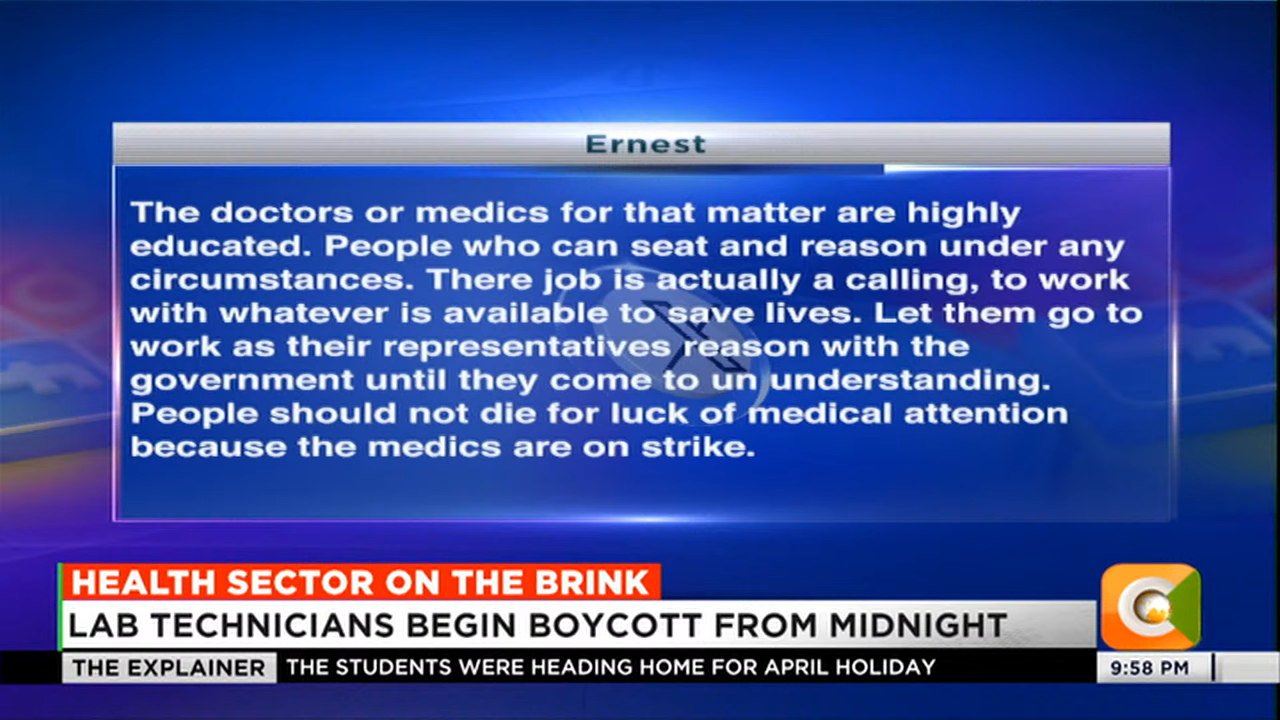 Ernest
The doctors or medics for that matter are highly
educated. People who can seat and reason under any
circumstances. There job is actually a calling, to work
with whatever is available to save lives. Let them go to
work as their representatives reason with the
government until they come to un understanding.
People should not die for luck of medical attention
because the medics are on strike.
HEALTH SECTOR ON THE BRINK
LAB TECHNICIANS BEGIN BOYCOTT FROM MIDNIGHT
THE EXPLAINER THE STUDENTS WERE HEADING HOME FOR APRIL HOLIDAY
9:58 PM